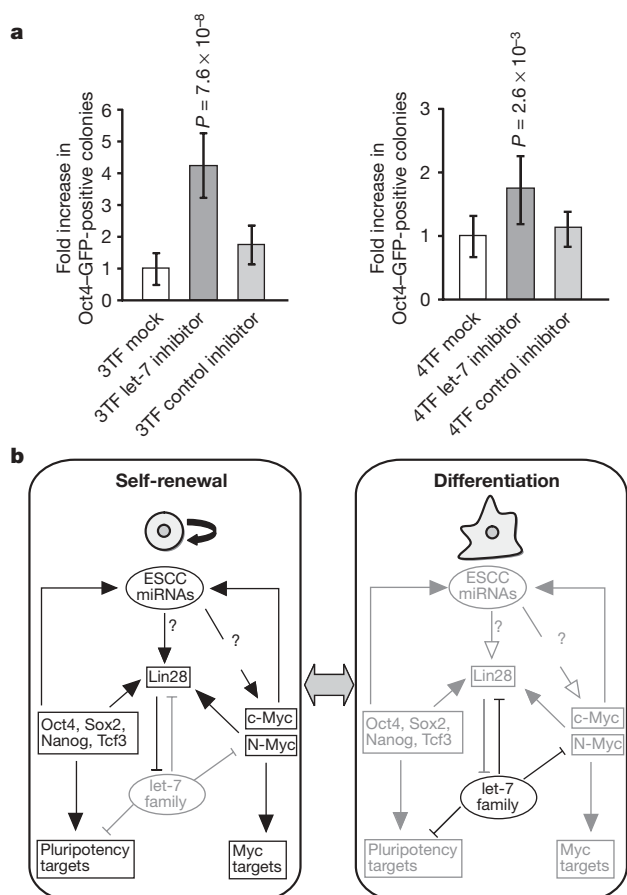 a
Fold increase in
Oct4–GFP-positive colonies
6
5
4
3
2
1
0
P = 7.6 × 10–8
3TF mock
3TF let-7 inhibitor
3TF control inhibitor
Fold increase in
Oct4–GFP-positive colonies
3
2
1
0
P = 2.6 × 10–3
4TF mock
4TF let-7 inhibitor
4TF control inhibitor
b
Self-renewal
ESCC
miRNAs
?
?
Lin28
c-Myc
N-Myc
Oct4, Sox2,
Nanog, Tcf3
let-7
family
Pluripotency
targets
Myc
targets
Differentiation
ESCC
miRNAs
?
?
Lin28
c-Myc
N-Myc
Oct4, Sox2,
Nanog, Tcf3
let-7
family
Pluripotency
targets
Myc
targets